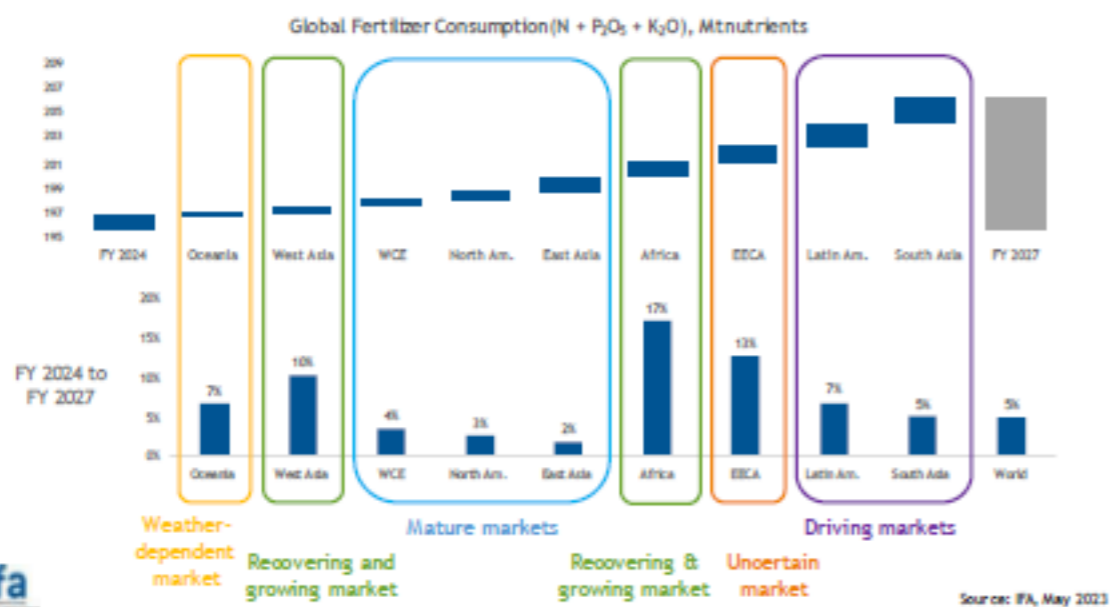 Global Fertilizer Consumption(N + P₂O₅ + K₂O), Mtnutrients
209
207
205
203
201
199
197
195
FY 2024 Oceania West Asia WCE North Am. East Asia Africa EECA Latin Am. South Asia FY 2027
20%
15%
10%
5%
0%
FY 2024 to
FY 2027
7% 10% 4% 3% 2% 17% 13% 7% 5% 5%
Oceania West Asia WCE North Am. East Asia Africa EECA Latin Am. South Asia World
Weather-
dependent
market
Recovering and
growing market
Mature markets
Recovering &
growing market
Uncertain
market
Driving markets
fa
Source: IFA, May 2023